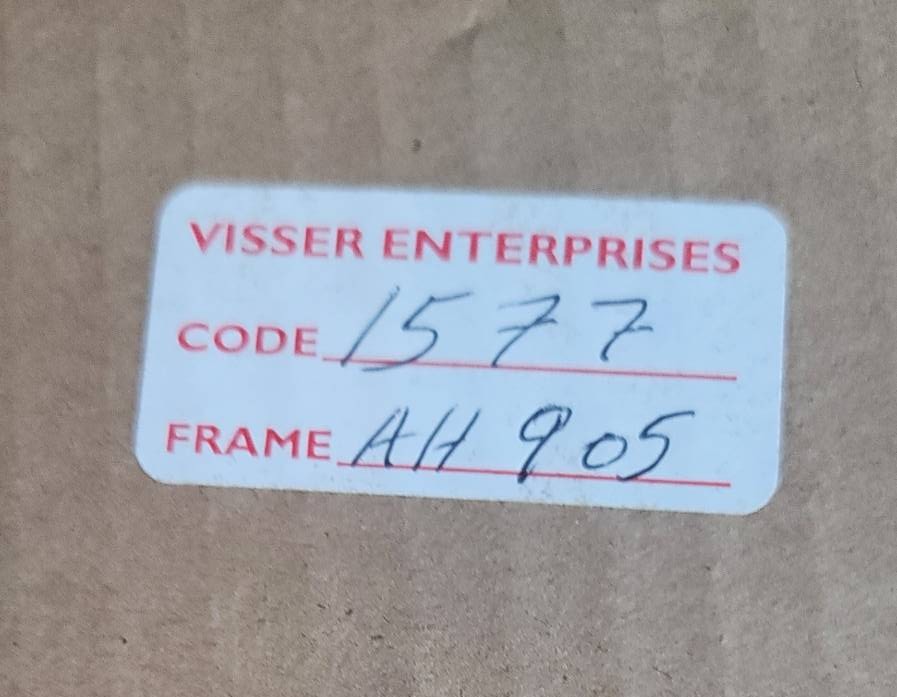 VISSER ENTERPRISES
CODE 1577
FRAME AH 905